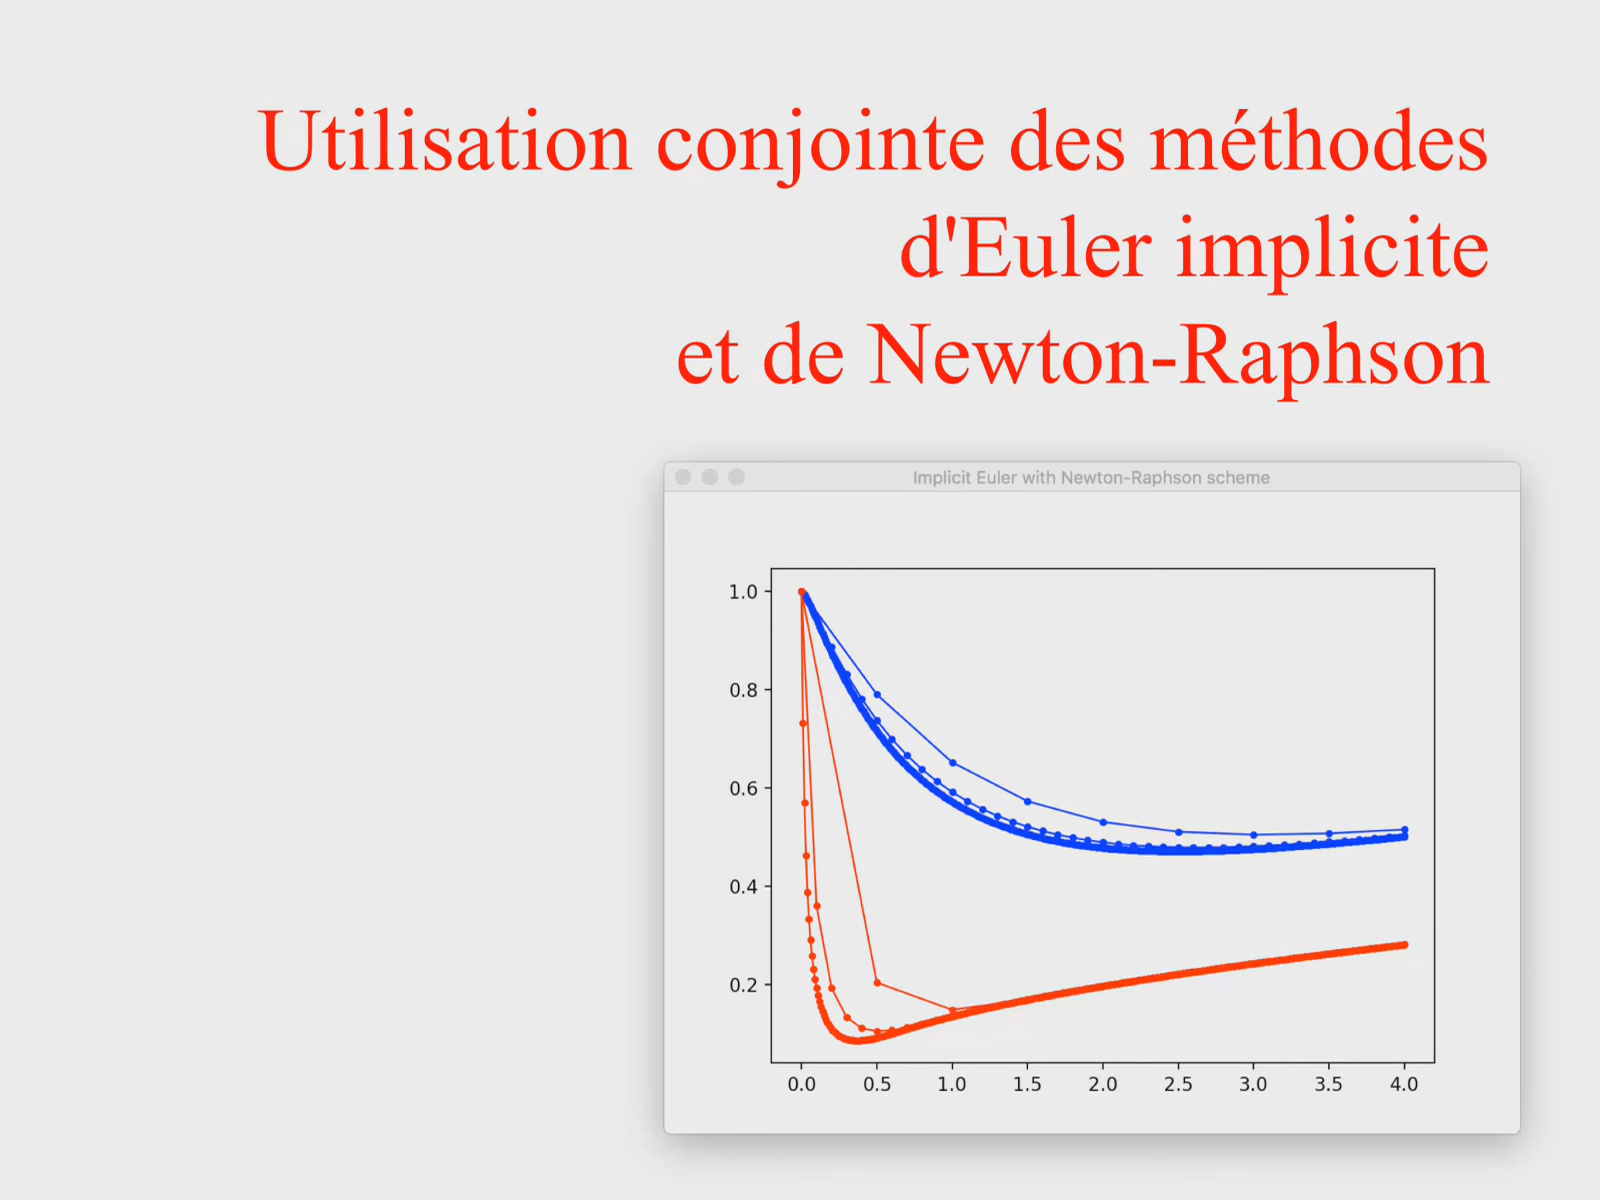 Utilisation conjointe des méthodes
d'Euler implicite
et de Newton-Raphson
Implicit Euler with Newton-Raphson scheme
1.0
0.8
0.6
0.4
0.2
0.0 0.5 1.0 1.5 2.0 2.5 3.0 3.5 4.0